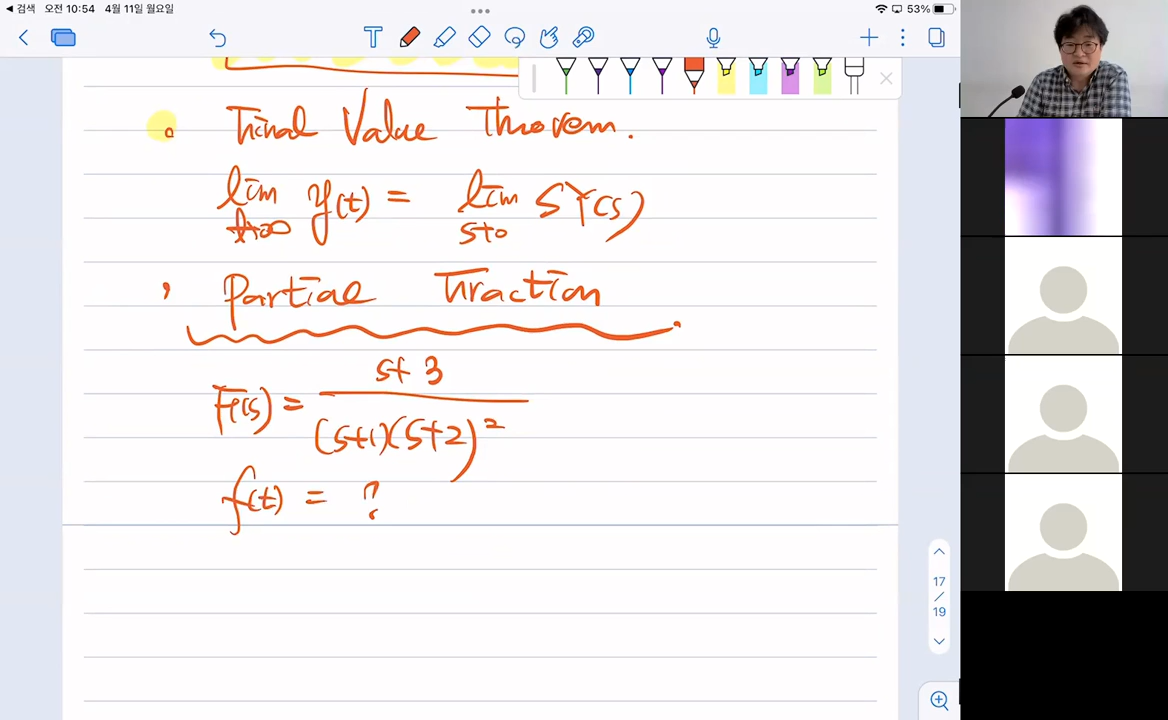 검색 오전 10:54 4월 11일 월요일
53%
Final Value Theorem.
lim y(t) = lim sY(s)
t→∞ s→0
Partial Fraction
s+3
F(s) =
(s+1)(s+2)²
f(t) = ?
17
/
19